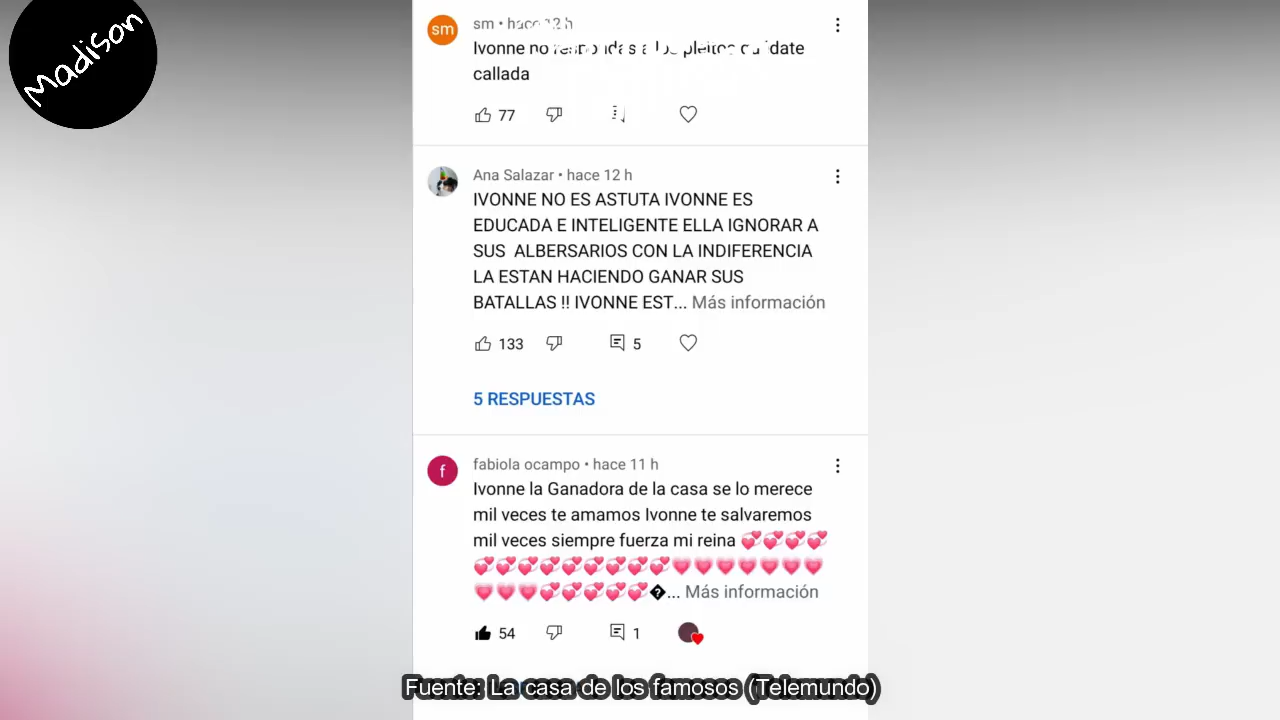 Madison
sm
sm • hace 12 h
Ivonne no
callada
77
Ana Salazar • hace 12 h
IVONNE NO ES ASTUTA IVONNE ES
EDUCADA E INTELIGENTE ELLA IGNORAR A
SUS ALBERSARIOS CON LA INDIFERENCIA
LA ESTAN HACIENDO GANAR SUS
BATALLAS !! IVONNE EST... Más información
133
5
5 RESPUESTAS
f
fabiola ocampo • hace 11 h
Ivonne la Ganadora de la casa se lo merece
mil veces te amamos Ivonne te salvaremos
mil veces siempre fuerza mi reina 💞💞💞💞
💞💞💞💞💞💞💞💞💞💗💗💗💗💗💗💗
💗💗💗💞💞💞💞💞�... Más información
54
1
Fuente: La casa de los famosos (Telemundo)